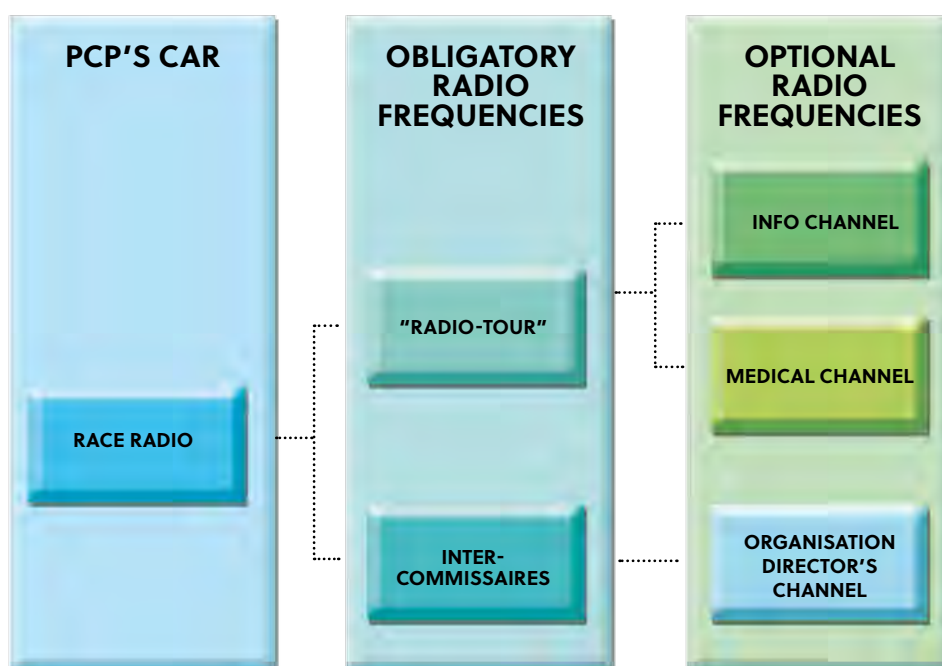 PCP'S CAR
RACE RADIO
OBLIGATORY
RADIO
FREQUENCIES
"RADIO-TOUR"
INTER-
COMMISSAIRES
OPTIONAL
RADIO
FREQUENCIES
INFO CHANNEL
MEDICAL CHANNEL
ORGANISATION
DIRECTOR'S
CHANNEL